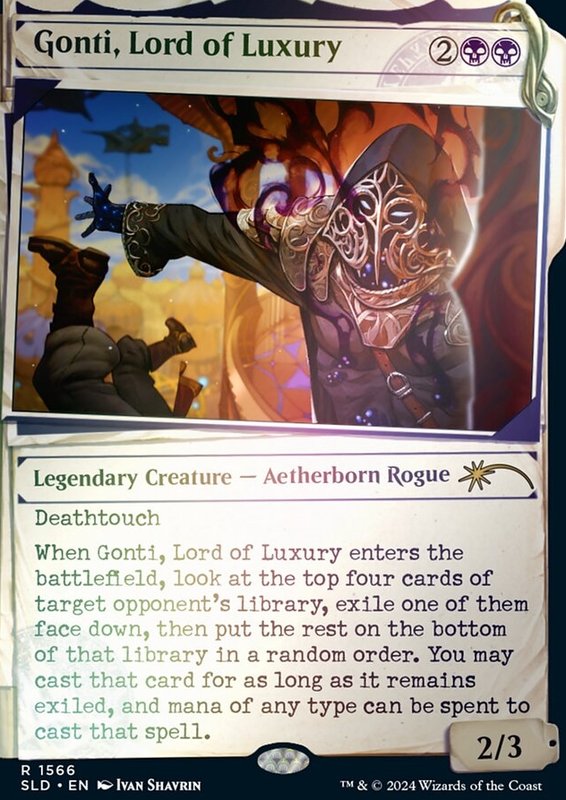 Gonti, Lord of Luxury 2
Legendary Creature — Aetherborn Rogue
Deathtouch
When Gonti, Lord of Luxury enters the
battlefield, look at the top four cards of
target opponent's library, exile one of them
face down, then put the rest on the bottom
of that library in a random order. You may
cast that card for as long as it remains
exiled, and mana of any type can be spent to
cast that spell.
2/3
R 1566
SLD • EN Ivan Shavrin
™ & © 2024 Wizards of the Coast